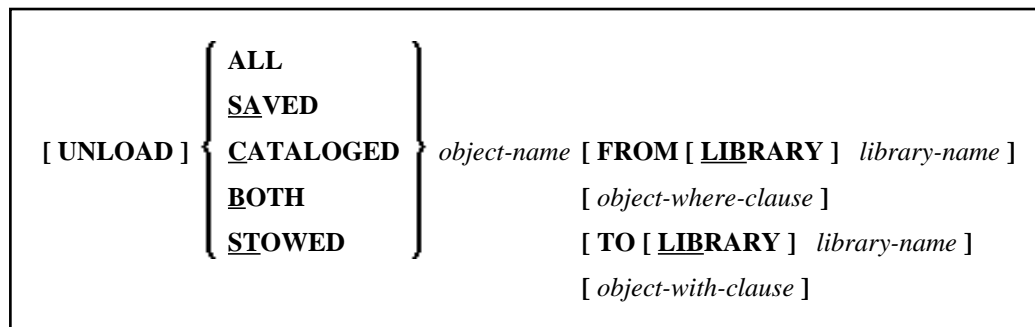 ALL
SAVED
[ UNLOAD ] { CATALOGED } object-name [ FROM [ LIBRARY ] library-name ]
BOTH [ object-where-clause ]
STOWED [ TO [ LIBRARY ] library-name ]
[ object-with-clause ]